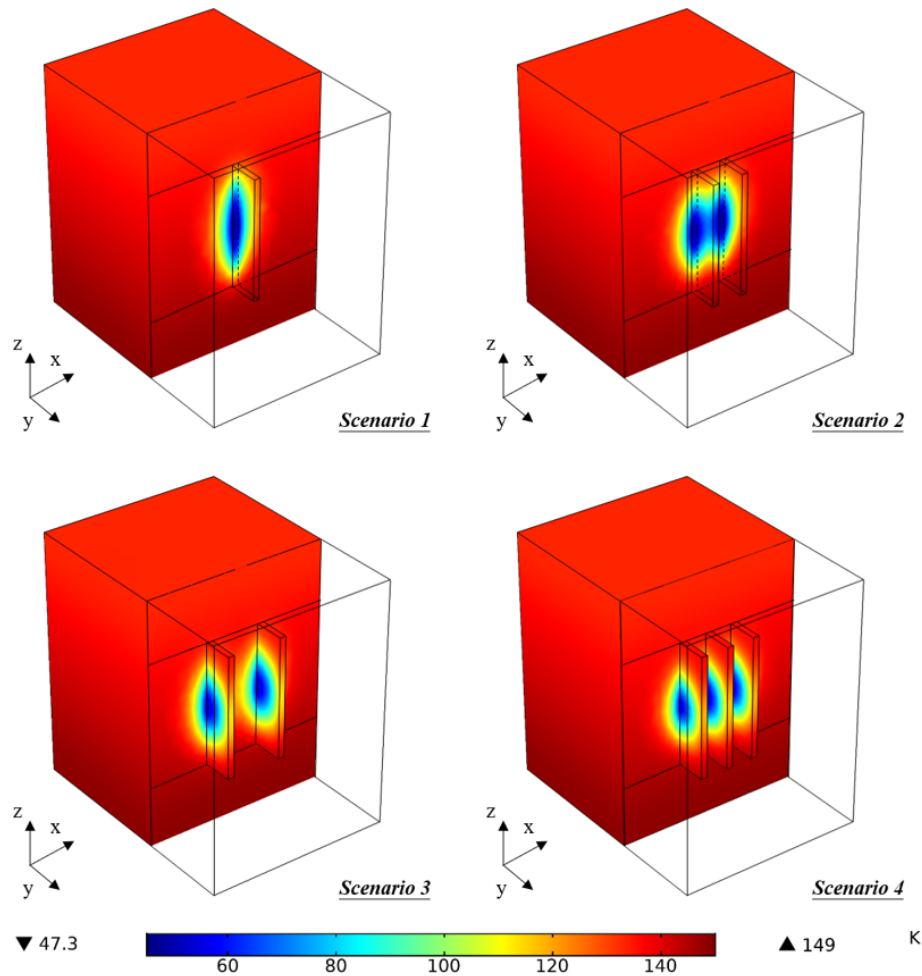 z
x
y
Scenario 1
z
x
y
Scenario 2
z
x
y
Scenario 3
z
x
y
Scenario 4
▼ 47.3
▲ 149
K
60 80 100 120 140